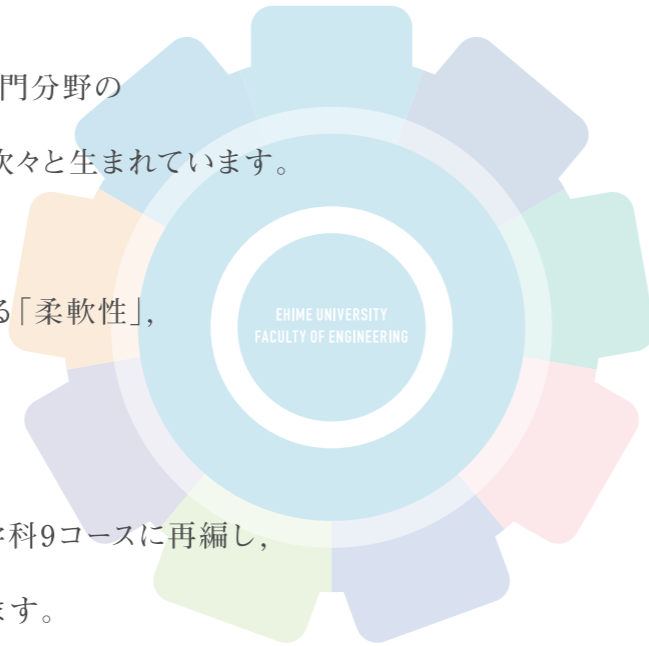 門分野の
次々と生まれています。
る「柔軟性」,
EHIME UNIVERSITY
FACULTY OF ENGINEERING
学科9コースに再編し,
ます。